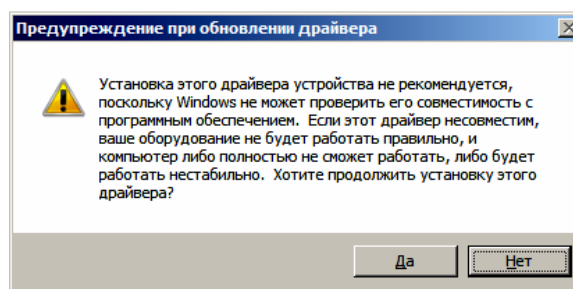 Предупреждение при обновлении драйвера
Установка этого драйвера устройства не рекомендуется,
поскольку Windows не может проверить его совместимость с
программным обеспечением. Если этот драйвер несовместим,
ваше оборудование не будет работать правильно, и
компьютер либо полностью не сможет работать, либо будет
работать нестабильно. Хотите продолжить установку этого
драйвера?
Да
Нет